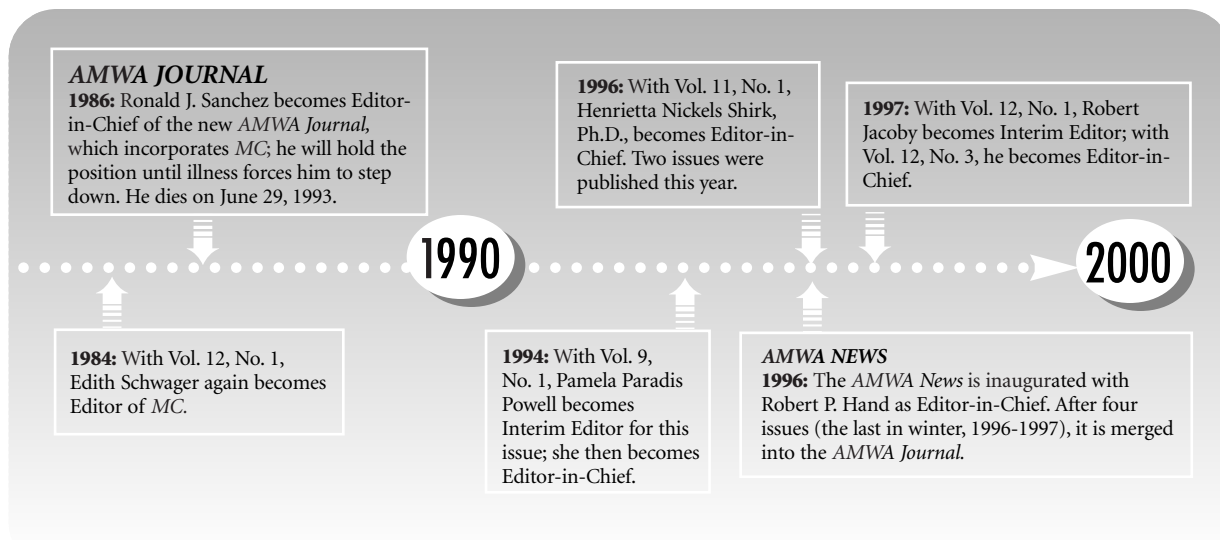 AMWA JOURNAL
1986: Ronald J. Sanchez becomes Editor-
in-Chief of the new AMWA Journal,
which incorporates MC; he will hold the
position until illness forces him to step
down. He dies on June 29, 1993.
1996: With Vol. 11, No. 1,
Henrietta Nickels Shirk,
Ph.D., becomes Editor-in-
Chief. Two issues were
published this year.
1997: With Vol. 12, No. 1, Robert
Jacoby becomes Interim Editor; with
Vol. 12, No. 3, he becomes Editor-in-
Chief.
1990
2000
1984: With Vol. 12, No. 1,
Edith Schwager again becomes
Editor of MC.
1994: With Vol. 9,
No. 1, Pamela Paradis
Powell becomes
Interim Editor for this
issue; she then becomes
Editor-in-Chief.
AMWA NEWS
1996: The AMWA News is inaugurated with
Robert P. Hand as Editor-in-Chief. After four
issues (the last in winter, 1996-1997), it is merged
into the AMWA Journal.